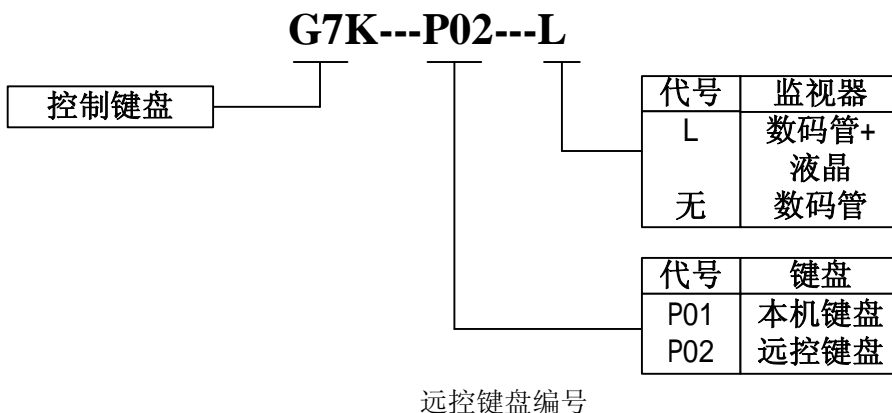 G7K---P02---L
控制键盘
代号 监视器
L 数码管+
液晶
无 数码管
代号 键盘
P01 本机键盘
P02 远控键盘
远控键盘编号